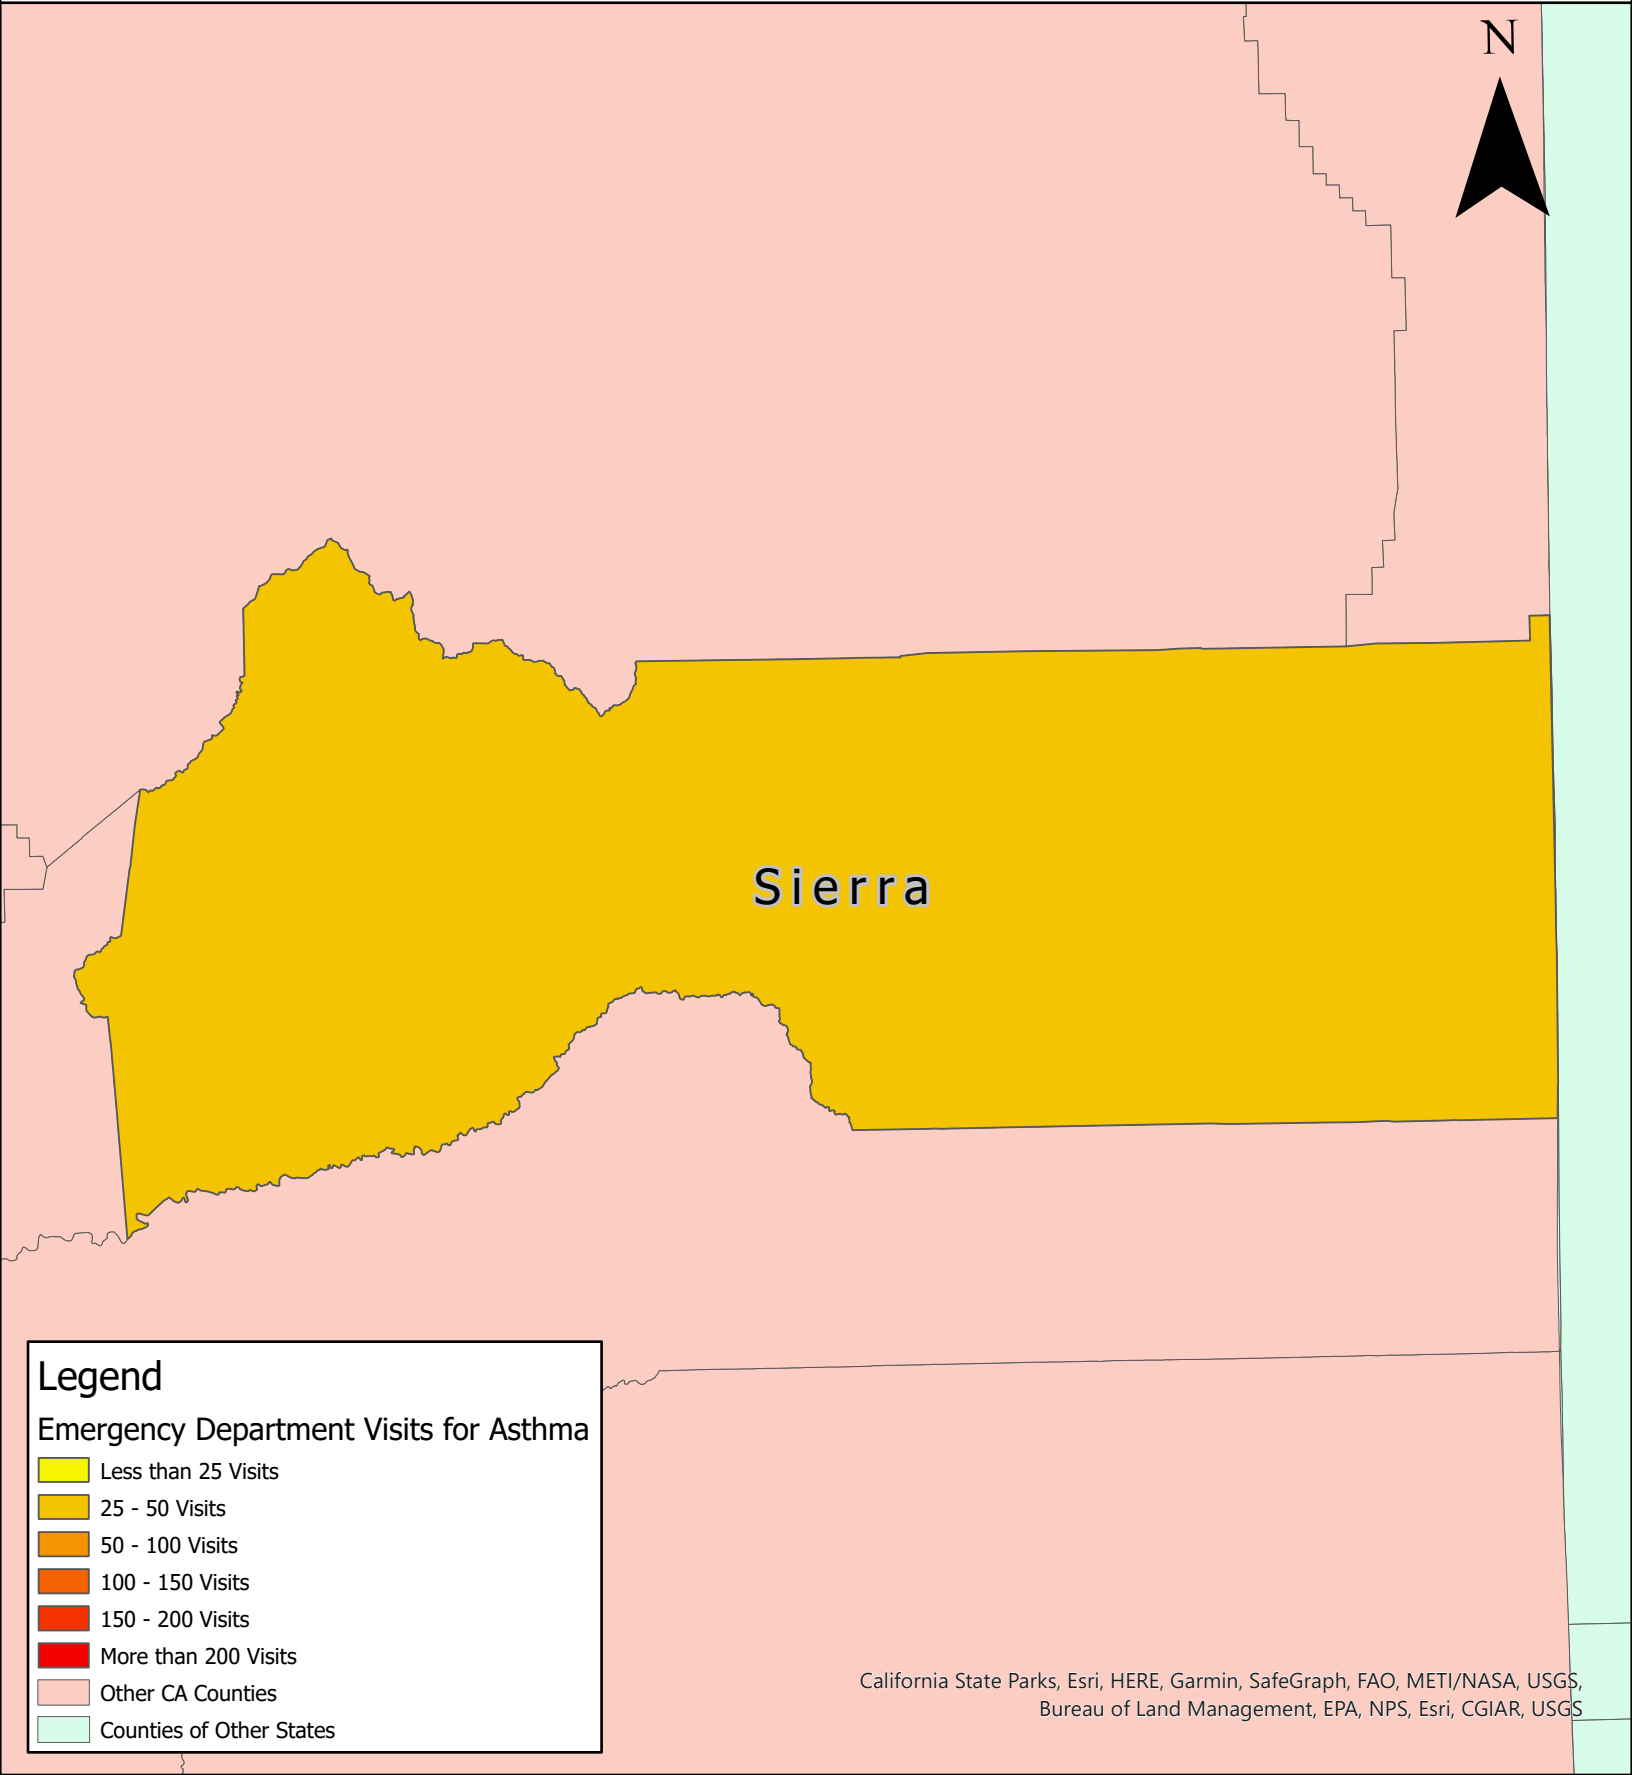 N
Sierra
Legend
Emergency Department Visits for Asthma
Less than 25 Visits
25 - 50 Visits
50 - 100 Visits
100 - 150 Visits
150 - 200 Visits
More than 200 Visits
Other CA Counties
Counties of Other States
California State Parks, Esri, HERE, Garmin, SafeGraph, FAO, METI/NASA, USGS,
Bureau of Land Management, EPA, NPS, Esri, CGIAR, USGS